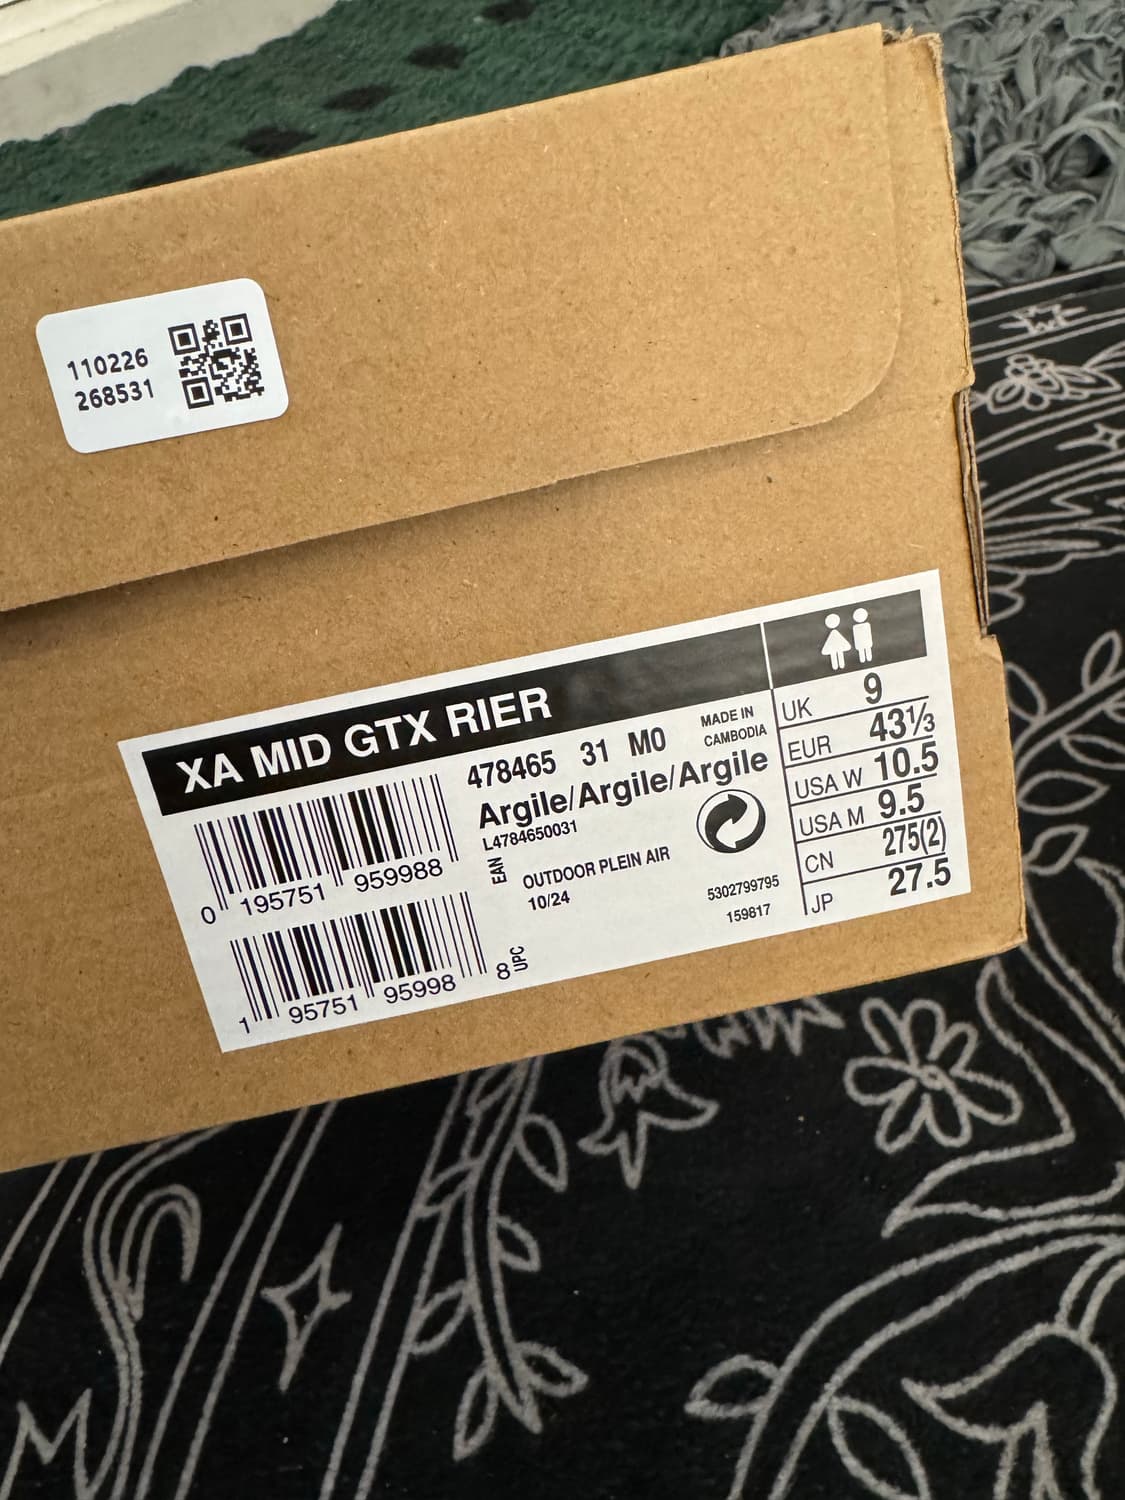 110226
268531
XA MID GTX RIER
478465 31 M0
MADE IN
CAMBODIA
Argile/Argile/Argile
L4784650031
EAN
0 195751 959988
OUTDOOR PLEIN AIR
10/24
5302799795
159817
1 95751 95998 8
UPC
UK 9
EUR 43⅓
USA W 10.5
USA M 9.5
CN 275(2)
JP 27.5